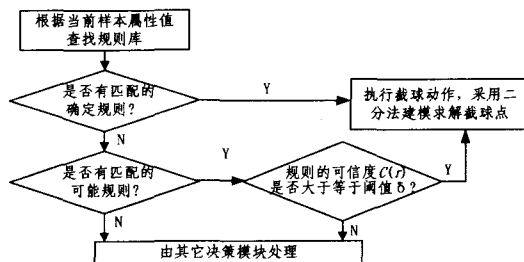 根据当前样本属性值
查找规则库
是否有匹配的
确定规则?
Y
执行截球动作,采用二
分法建模求解截球点
N
是否有匹配的
可能规则?
Y
规则的可信度C(r)
是否大于等于阈值δ?
Y
N
N
由其它决策模块处理